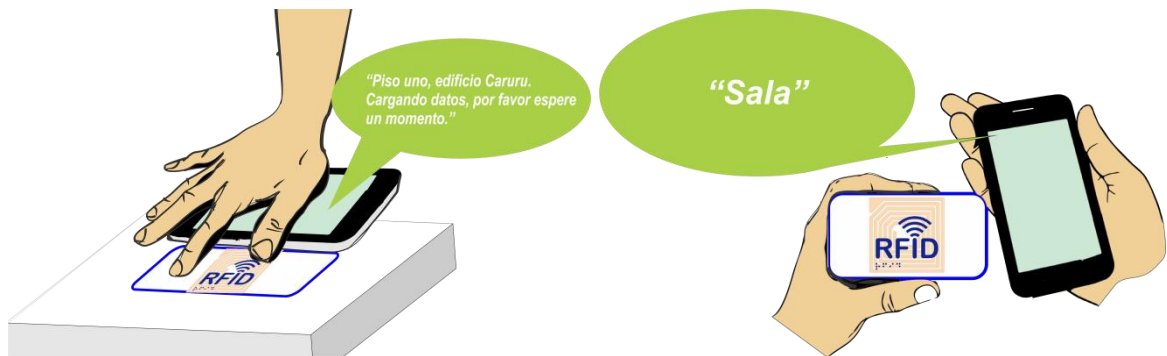 “Piso uno, edificio Caruru.
Cargando datos, por favor espere
un momento.”
RFID
“Sala”
RFID